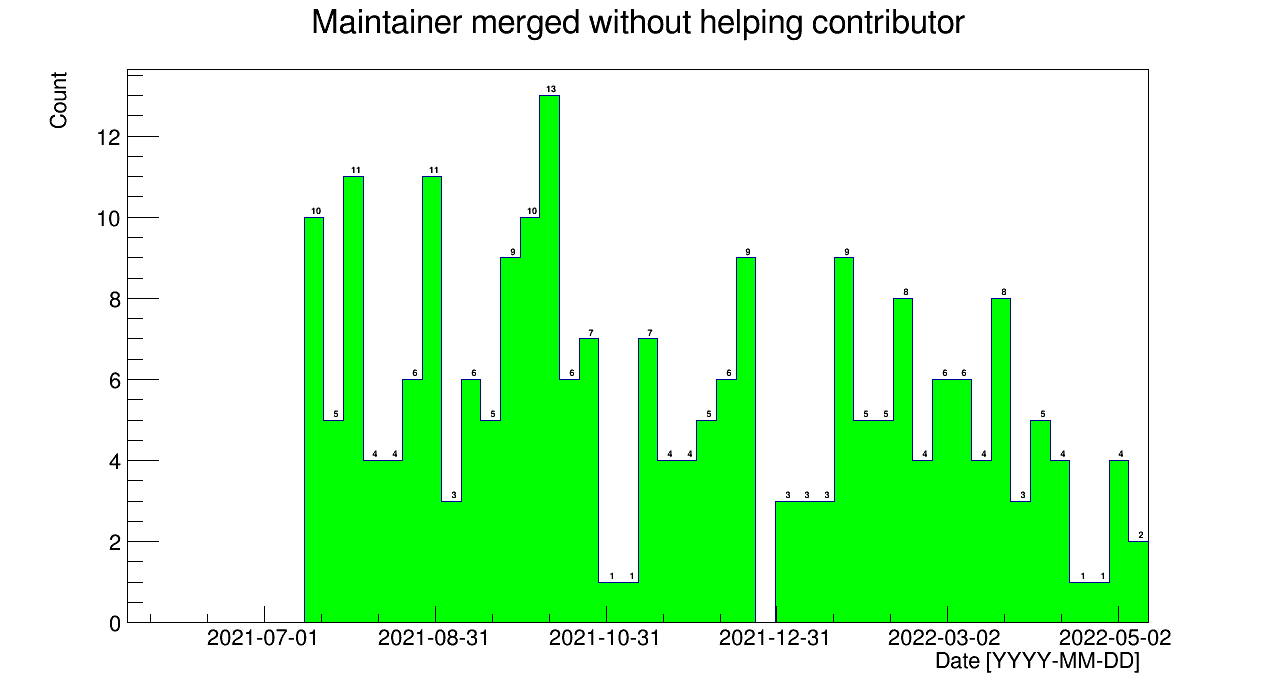 Maintainer merged without helping contributor
Count
12
10
8
6
4
2
0
10 5 11 4 4 6 11 3 6 5 9 10 13 6 7 1 1 7 4 4 5 6 9 3 3 3 9 5 5 8 4 6 6 4 8 3 5 4 1 1 4 2
2021-07-01 2021-08-31 2021-10-31 2021-12-31 2022-03-02 2022-05-02
Date [YYYY-MM-DD]